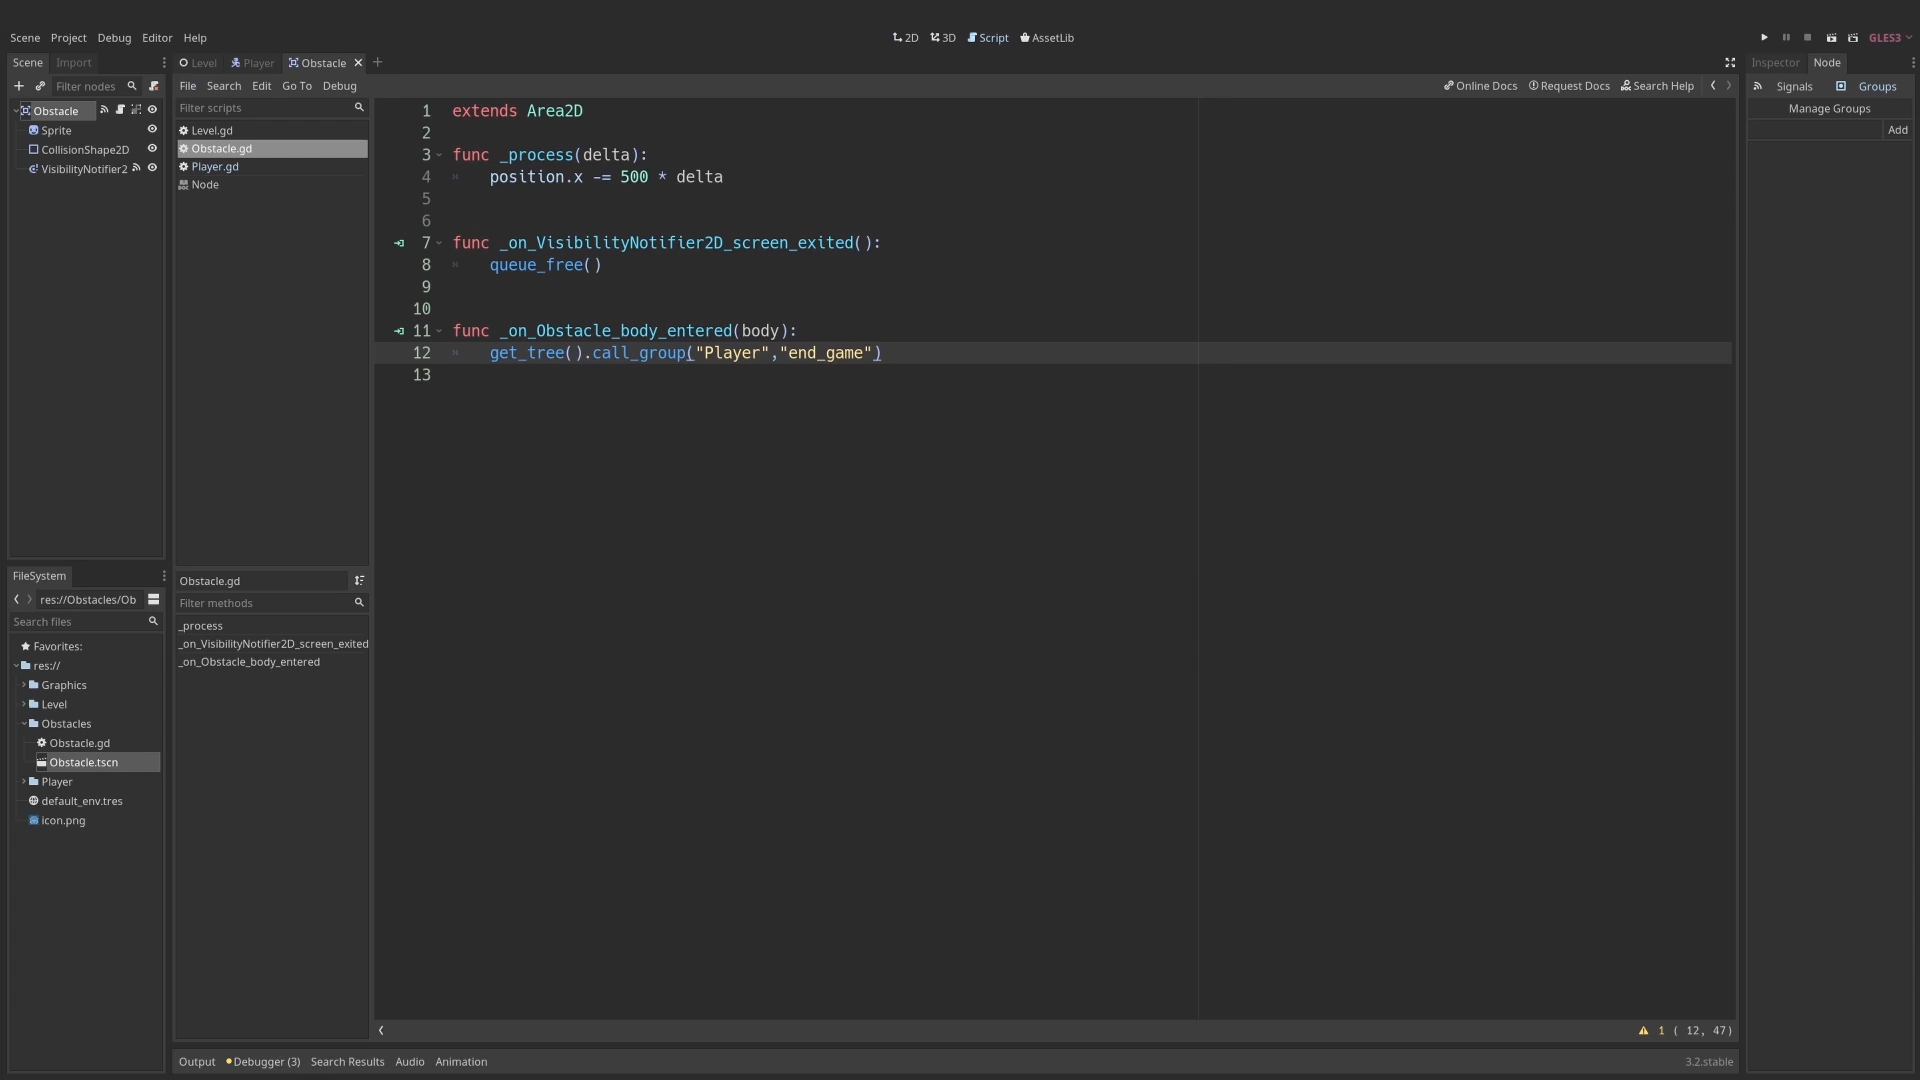 Scene Project Debug Editor Help
2D 3D Script AssetLib
GLES3
Scene Import
Level Player Obstacle
Inspector Node
Filter nodes
File Search Edit Go To Debug
Online Docs Request Docs Search Help
Signals Groups
Manage Groups
Add
Obstacle
Sprite
CollisionShape2D
VisibilityNotifier2
Filter scripts
Level.gd
Obstacle.gd
Player.gd
Node
1 extends Area2D
2
3 func _process(delta):
4 position.x -= 500 * delta
5
6
7 func _on_VisibilityNotifier2D_screen_exited():
8 queue_free()
9
10
11 func _on_Obstacle_body_entered(body):
12 get_tree().call_group("Player","end_game")
13
FileSystem
res://Obstacles/Ob
Search files
Favorites:
res://
Graphics
Level
Obstacles
Obstacle.gd
Obstacle.tscn
Player
default_env.tres
icon.png
Obstacle.gd
Filter methods
_process
_on_VisibilityNotifier2D_screen_exited
_on_Obstacle_body_entered
1 ( 12, 47)
Output Debugger (3) Search Results Audio Animation
3.2.stable